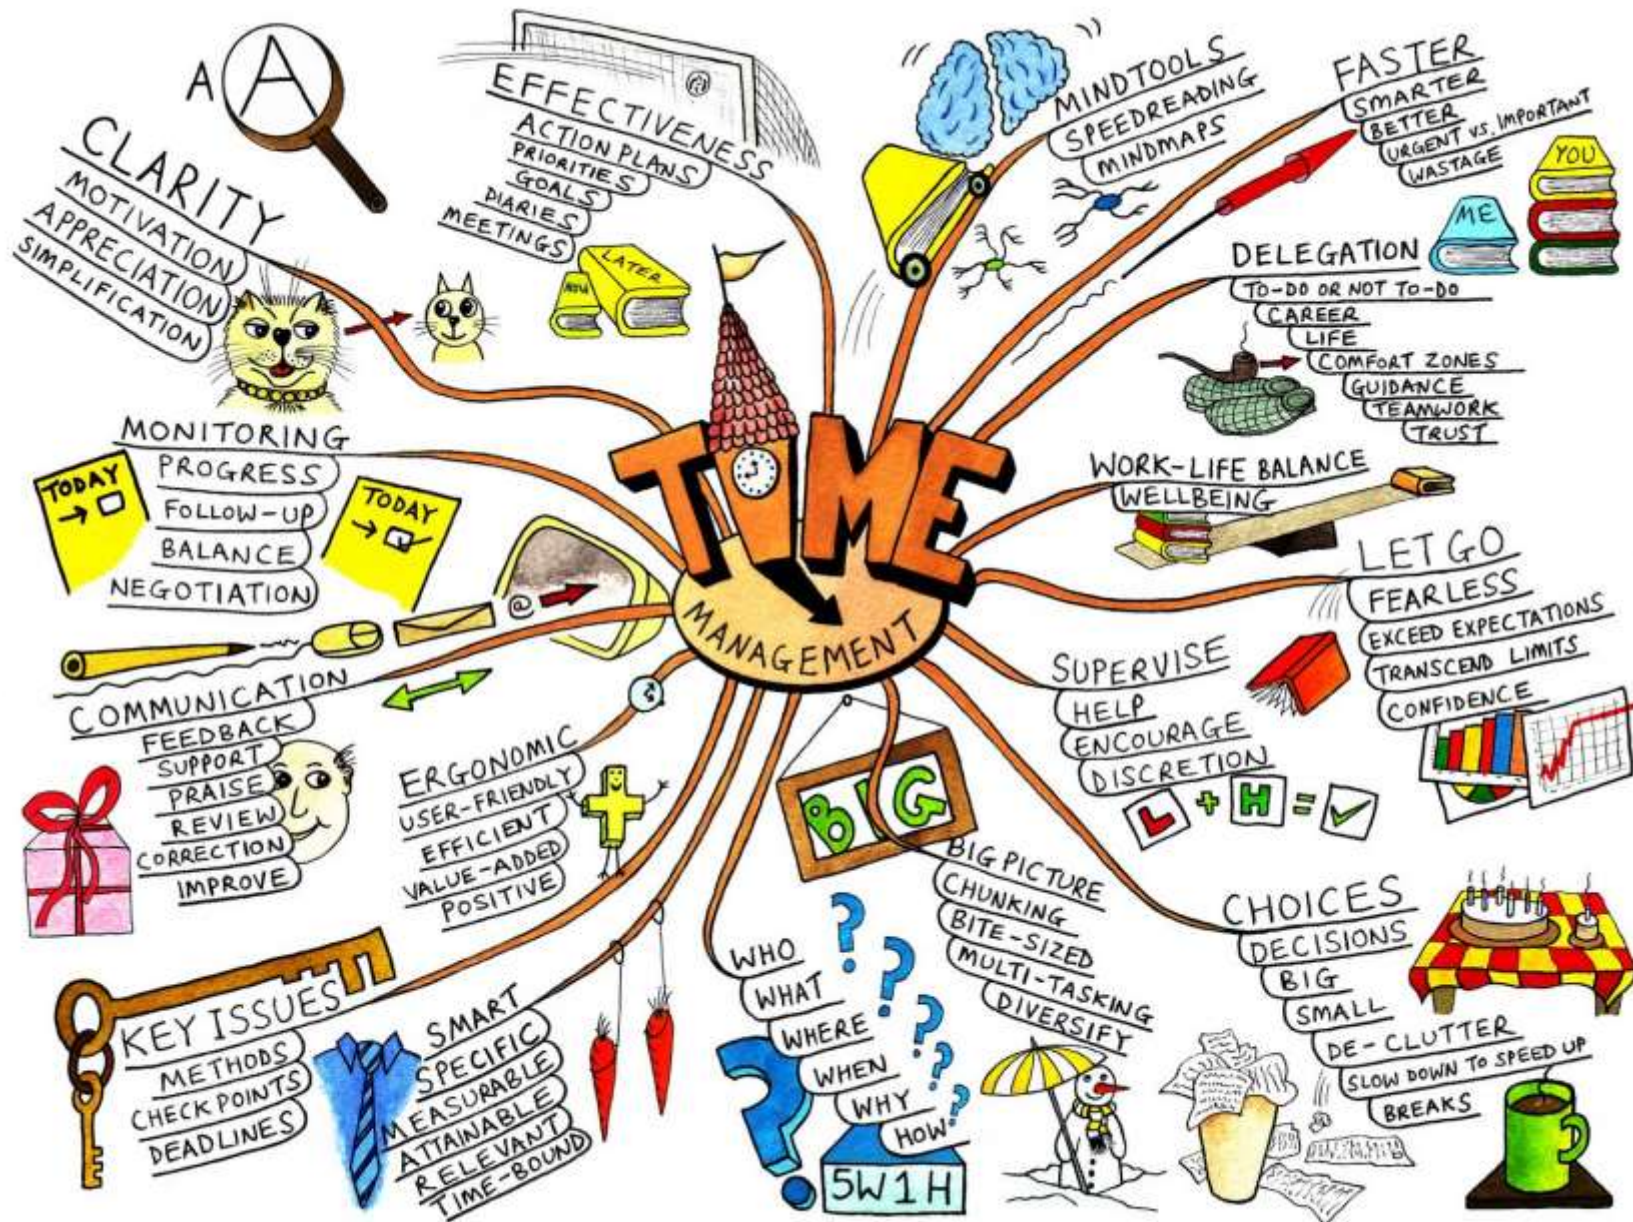 TIME
MANAGEMENT
A A
CLARITY
MOTIVATION
APPRECIATION
SIMPLIFICATION
@
EFFECTIVENESS
ACTION PLANS
PRIORITIES
GOALS
DIARIES
MEETINGS
LATER
MINDTOOLS
SPEEDREADING
MINDMAPS
FASTER
SMARTER
BETTER
URGENT VS. IMPORTANT
WASTAGE
YOU
ME
DELEGATION
TO-DO OR NOT TO-DO
CAREER
LIFE
COMFORT ZONES
GUIDANCE
TEAMWORK
TRUST
WORK-LIFE BALANCE
WELLBEING
LET GO
FEARLESS
EXCEED EXPECTATIONS
TRANSCEND LIMITS
CONFIDENCE
SUPERVISE
HELP
ENCOURAGE
DISCRETION
L + H = ✓
CHOICES
DECISIONS
BIG
SMALL
DE-CLUTTER
SLOW DOWN TO SPEED UP
BREAKS
BIG
BIG PICTURE
CHUNKING
BITE-SIZED
MULTI-TASKING
DIVERSIFY
WHO
WHAT
WHERE
WHEN
WHY
HOW
? ? ? ? ? ? ?
5W1H
SMART
SPECIFIC
MEASURABLE
ATTAINABLE
RELEVANT
TIME-BOUND
KEY ISSUES
METHODS
CHECK POINTS
DEADLINES
ERGONOMIC
USER-FRIENDLY
EFFICIENT
VALUE-ADDED
POSITIVE
@
COMMUNICATION
FEEDBACK
SUPPORT
PRAISE
REVIEW
CORRECTION
IMPROVE
MONITORING
PROGRESS
FOLLOW-UP
BALANCE
NEGOTIATION
TODAY
TODAY